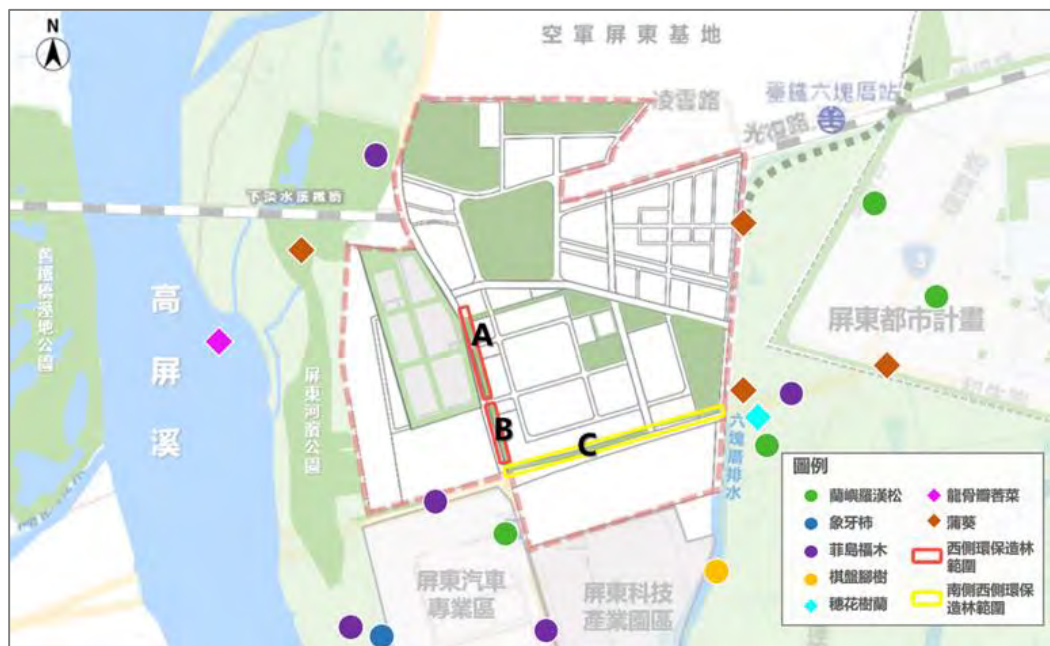 N
空軍屏東基地
凌雲路
臺鐵六塊厝站
光復路
下淡水溪鐵橋
舊鐵橋溼地公園
高屏溪
屏東河濱公園
3
屏東都市計畫
六塊厝排水
A
B
C
屏東汽車
專業區
屏東科技
產業園區
圖例
蘭嶼羅漢松
象牙柿
菲島福木
棋盤腳樹
穗花樹蘭
龍骨瓣莕菜
蒲葵
西側環保造林
範圍
南側西側環保
造林範圍